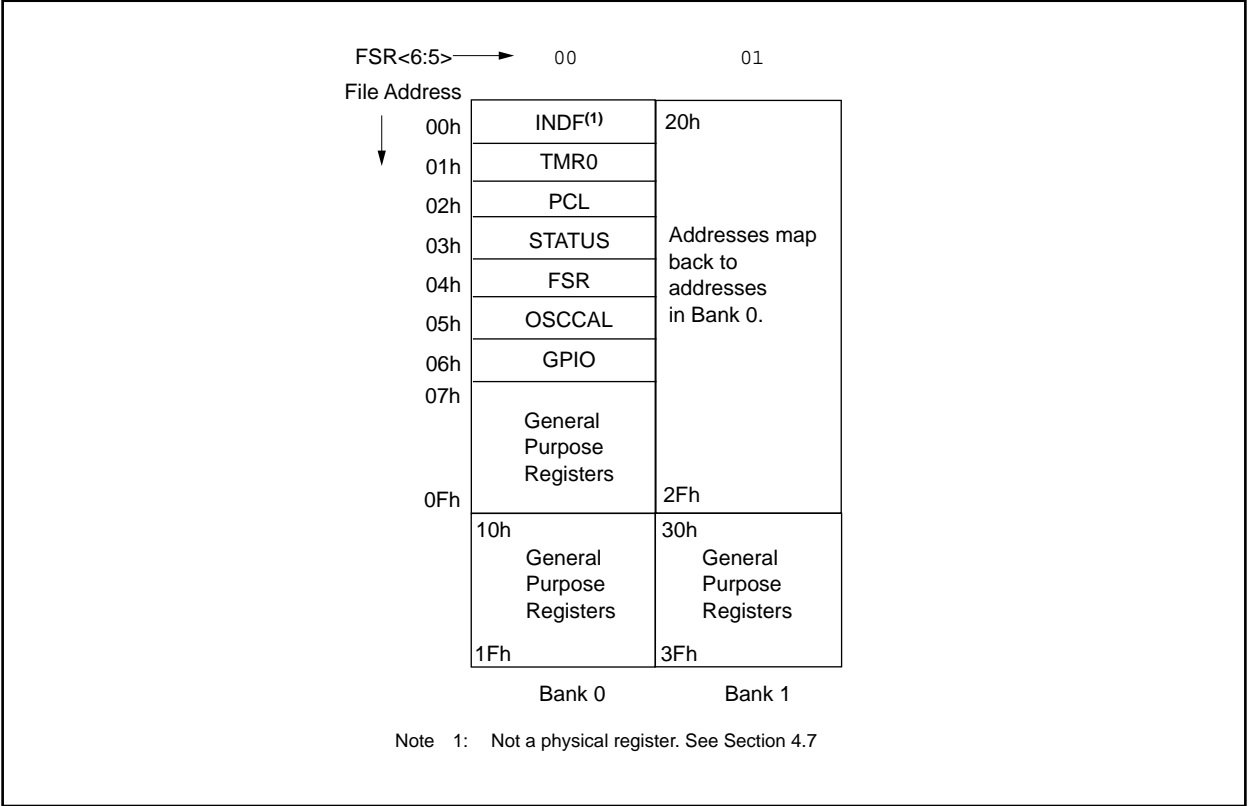 FSR<6:5> 00 01
File Address
00h INDF(1) 20h
01h TMR0
02h PCL
03h STATUS
04h FSR
05h OSCCAL
06h GPIO
Addresses map
back to
addresses
in Bank 0.
07h
General
Purpose
Registers
0Fh
2Fh
10h
General
Purpose
Registers
1Fh
30h
General
Purpose
Registers
3Fh
Bank 0 Bank 1
Note 1: Not a physical register. See Section 4.7